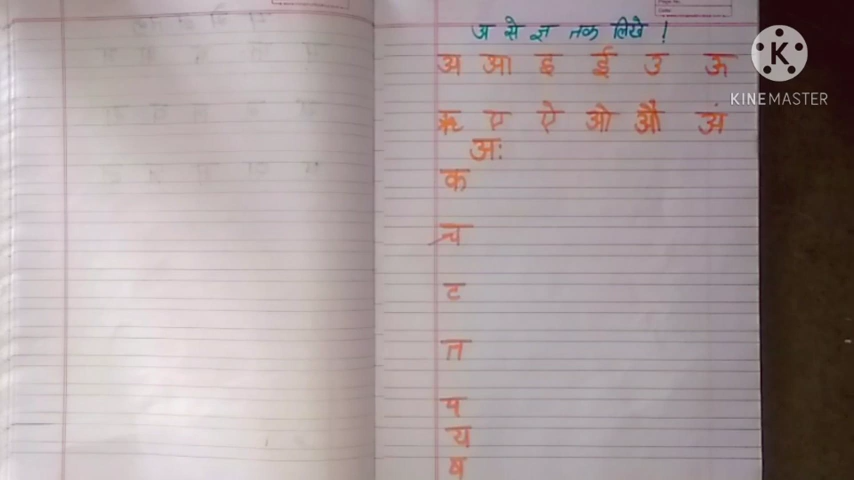 अ से ज्ञ तक लिखे !
अ आ इ ई उ ऊ
ऋ ए ऐ ओ औ अं
अः
क
च
ट
त
प
य
ष
KINEMASTER